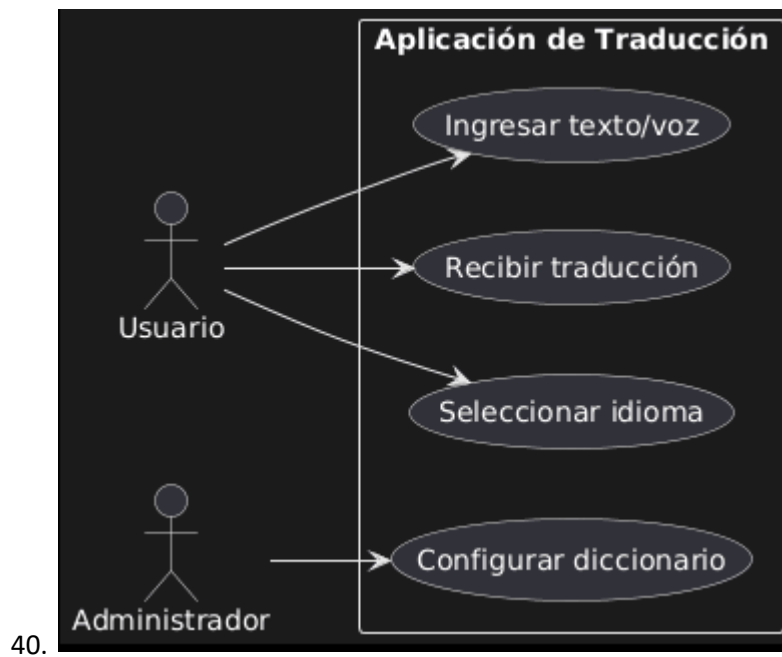 Aplicación de Traducción
Ingresar texto/voz
Recibir traducción
Usuario
Seleccionar idioma
Configurar diccionario
Administrador
40.